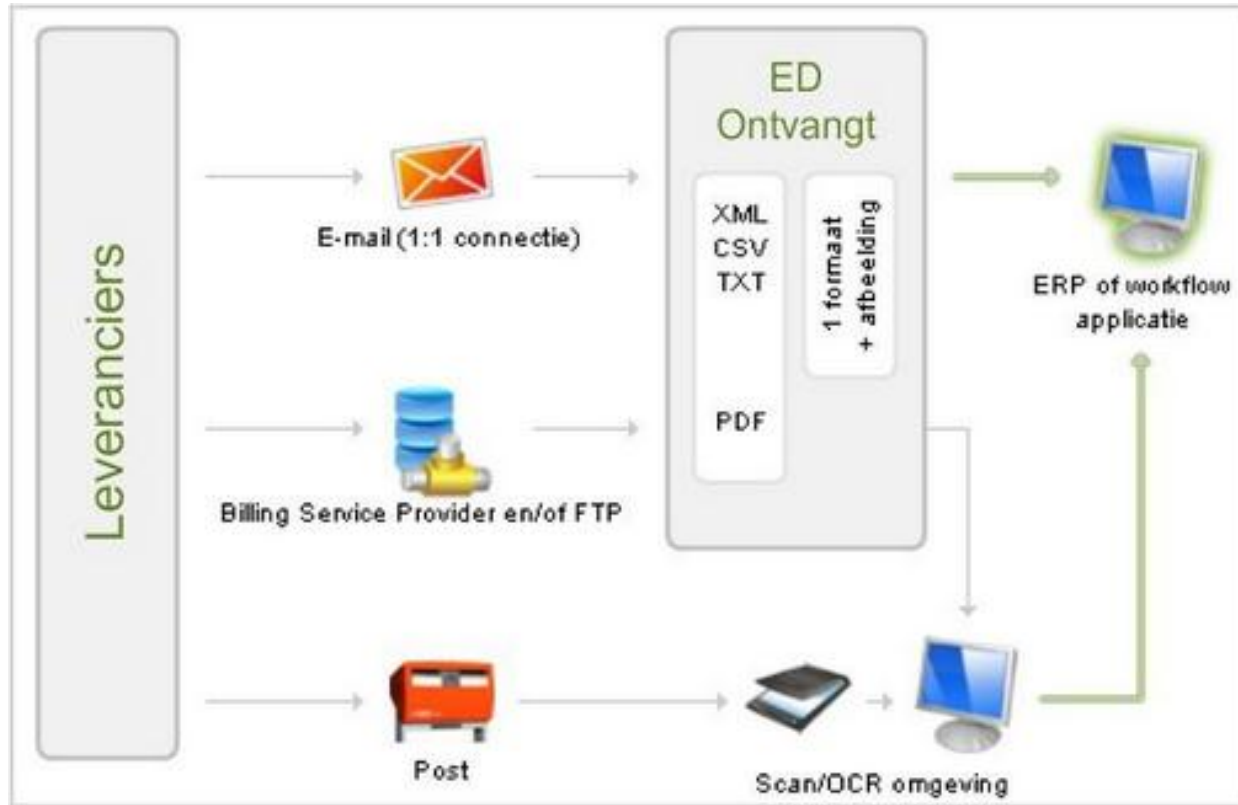 Leveranciers
E-mail (1:1 connectie)
Billing Service Provider en/of FTP
Post
ED
Ontvangt
XML
CSV
TXT
PDF
1 formaat
+ afbeelding
Scan/OCR omgeving
ERP of workflow
applicatie